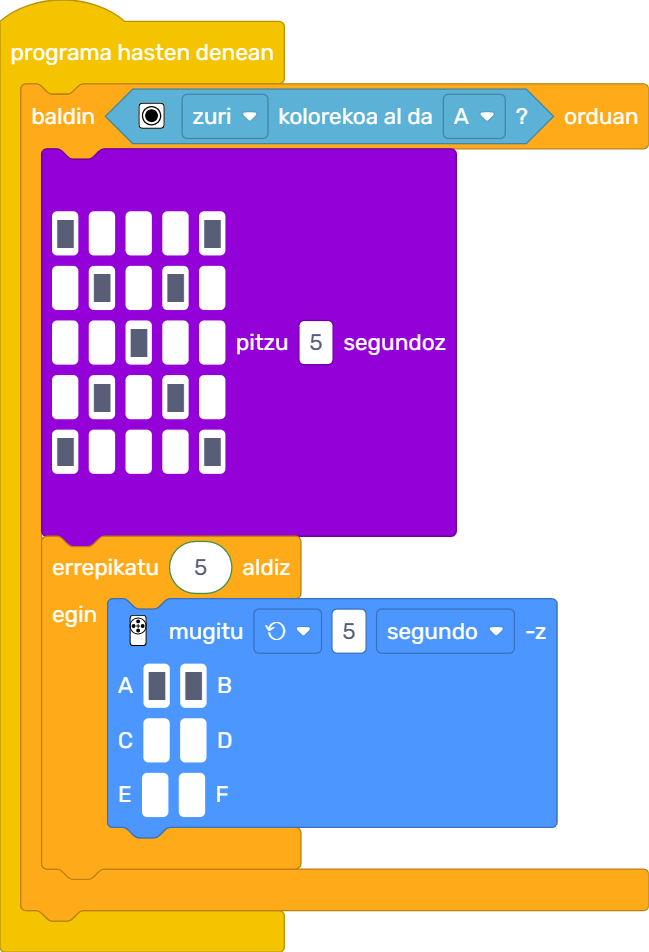 programa hasten denean
baldin zuri kolorekoa al da A ? orduan
pitzu 5 segundoz
errepikatu 5 aldiz
egin
mugitu 5 segundo -z
A B
C D
E F